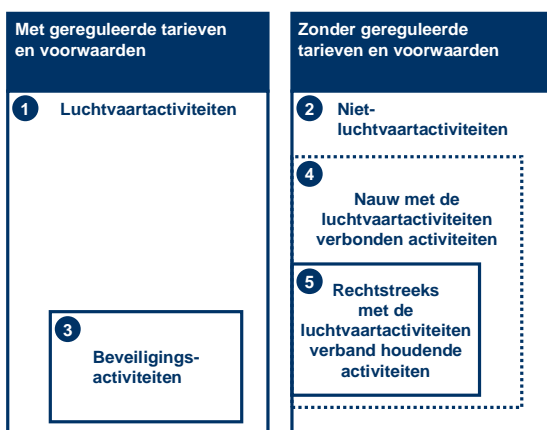 Met gereguleerde tarieven
en voorwaarden
1 Luchtvaartactiviteiten
3
Beveiligings-
activiteiten
Zonder gereguleerde
tarieven en voorwaarden
2 Niet-
luchtvaartactiviteiten
4
Nauw met de
luchtvaartactiviteiten
verbonden activiteiten
5
Rechtstreeks
met de
luchtvaartactiviteiten
verband houdende
activiteiten